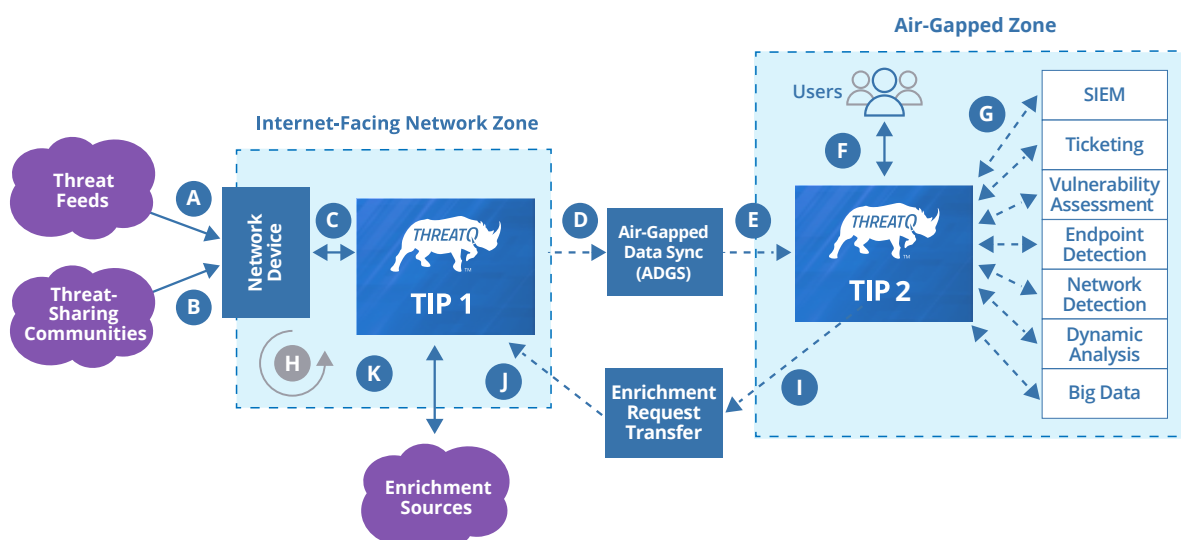 Air-Gapped Zone
Internet-Facing Network Zone
Users
Threat
Feeds
Threat-
Sharing
Communities
A
B
Network
Device
C
THREATQ
TM
TIP 1
H
K
J
Enrichment
Sources
D
Air-Gapped
Data Sync
(ADGS)
E
Enrichment
Request
Transfer
I
F
THREATQ
TM
TIP 2
G
SIEM
Ticketing
Vulnerability
Assessment
Endpoint
Detection
Network
Detection
Dynamic
Analysis
Big Data